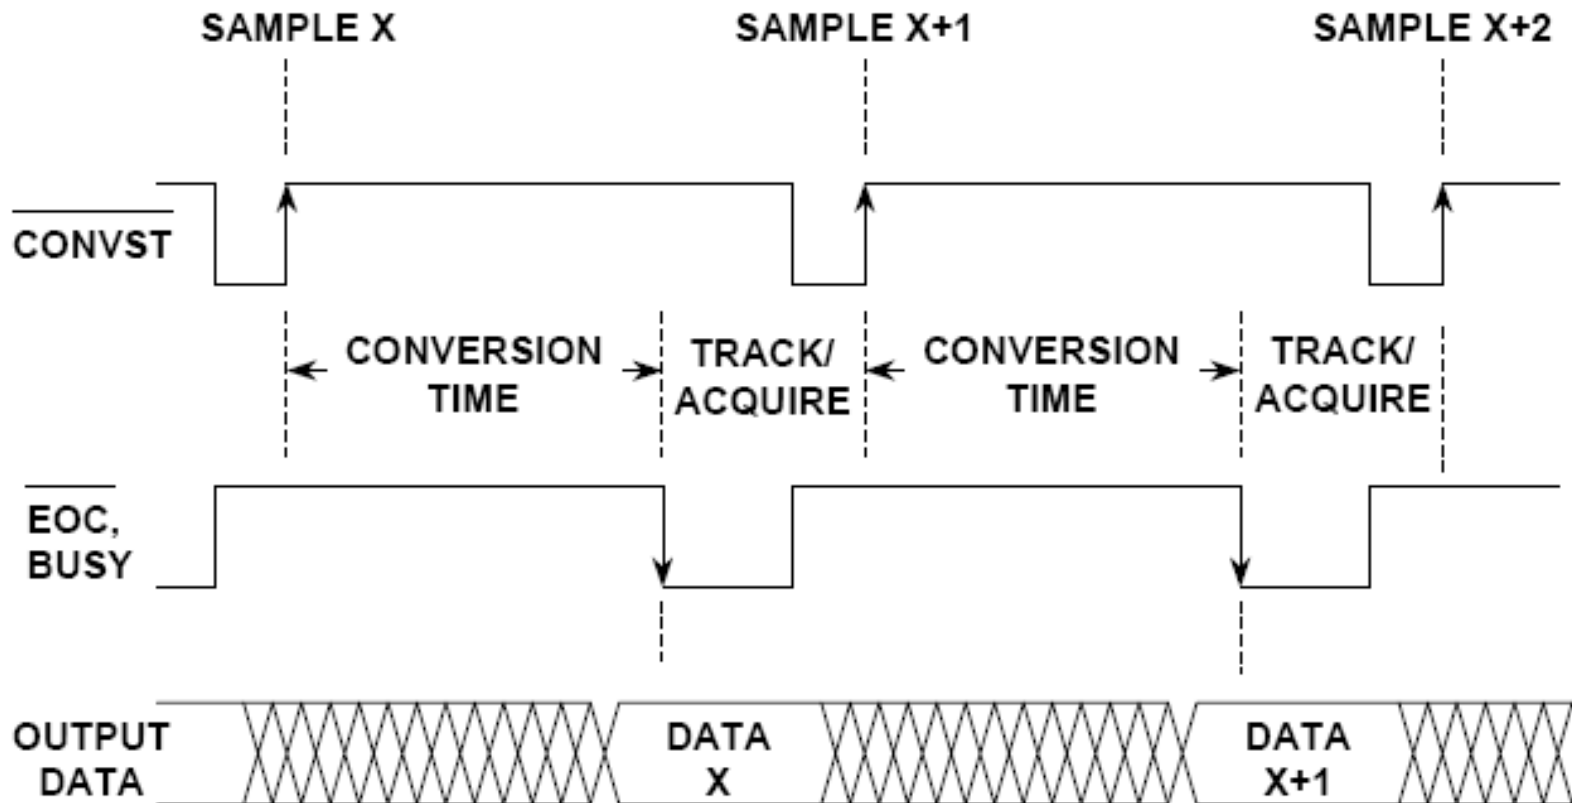 SAMPLE X
SAMPLE X+1
SAMPLE X+2
CONVST
CONVERSION
TIME
TRACK/
ACQUIRE
CONVERSION
TIME
TRACK/
ACQUIRE
EOC,
BUSY
OUTPUT
DATA
DATA
X
DATA
X+1